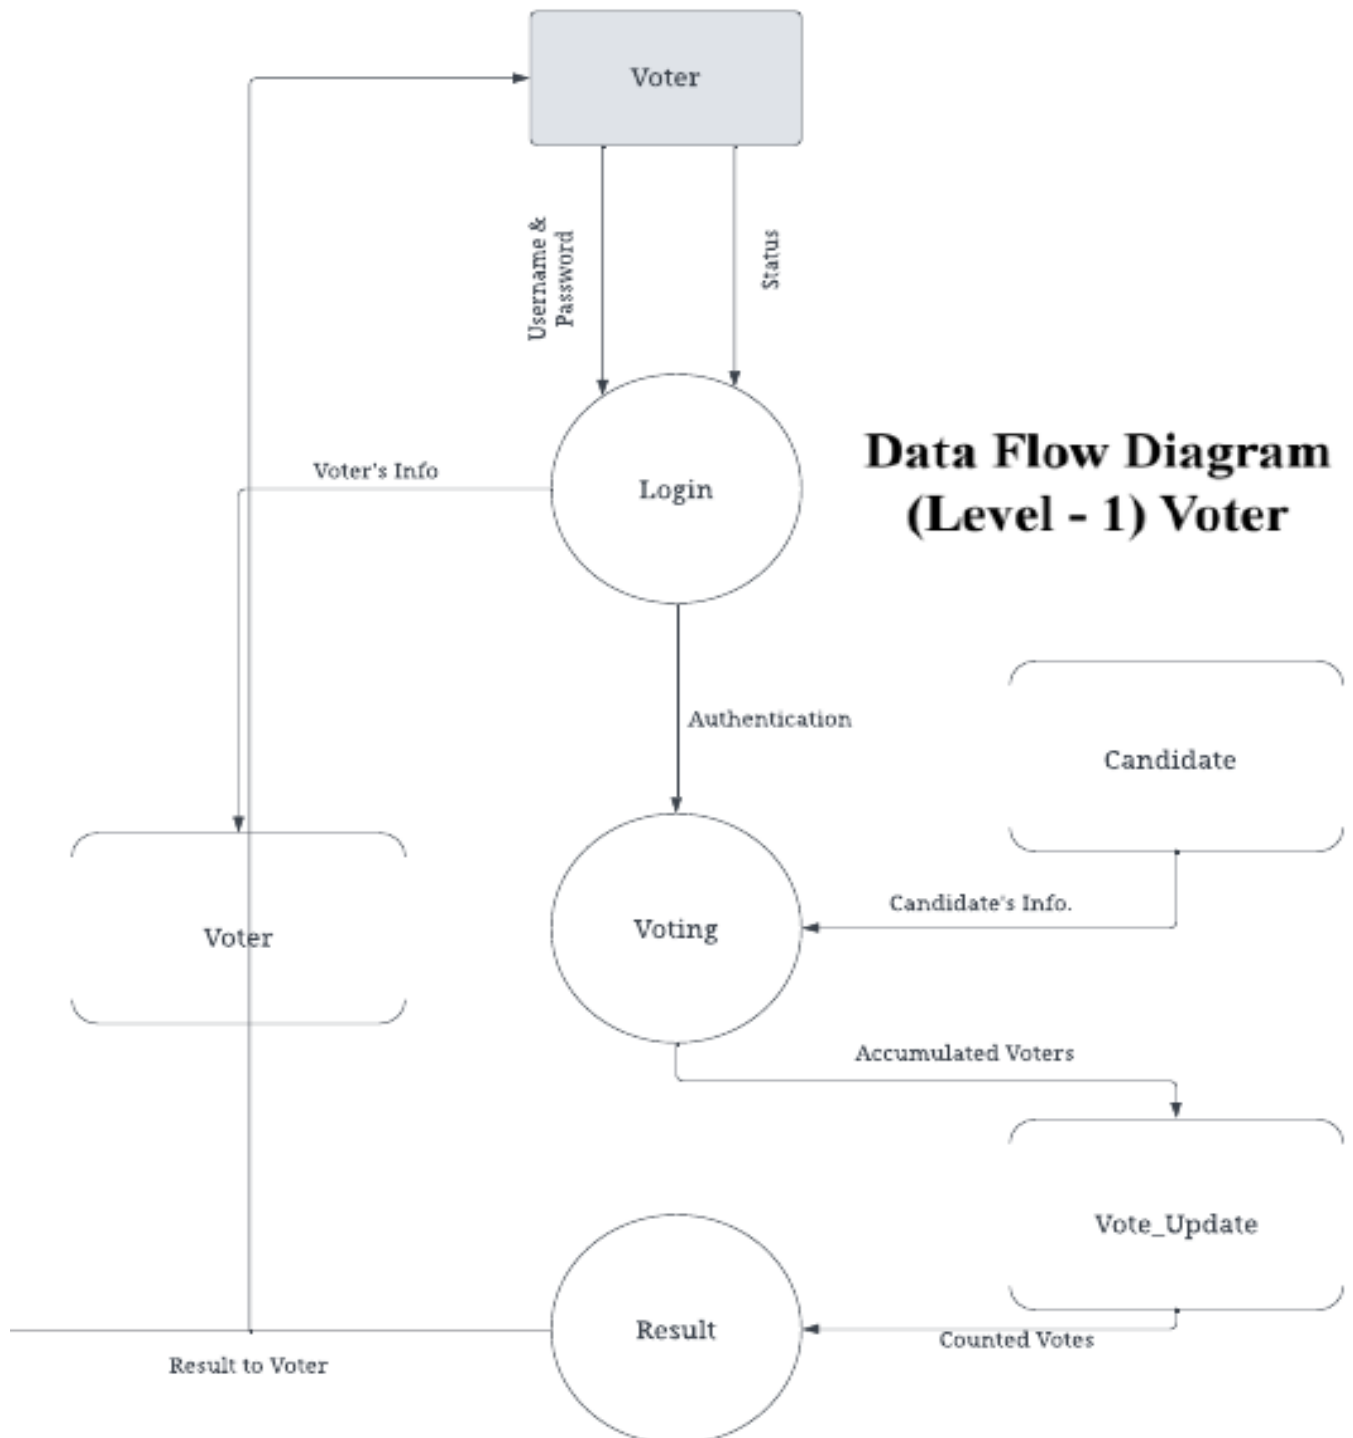 Voter
Username &
Password
Status
Voter's Info
Login
Data Flow Diagram
(Level - 1) Voter
Authentication
Candidate
Candidate's Info.
Voter
Voting
Accumulated Voters
Vote_Update
Result
Counted Votes
Result to Voter